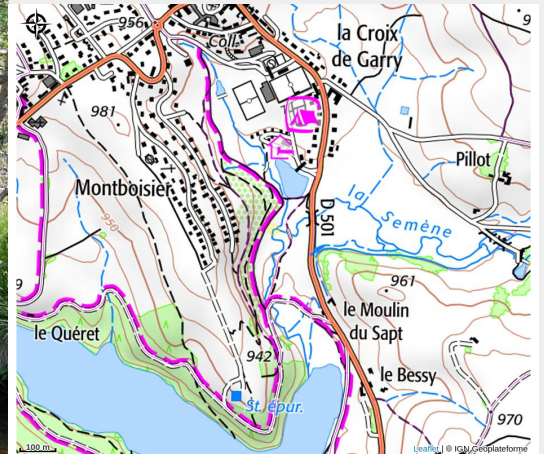 956
Coll.
la Croix
de Garry
9
981
Pillot
Montboisier
la Semène
D 501
950
961
9
le Moulin
du Sapt
le Quéret
942
le Bessy
St. épur.
970
100 m
Leaflet | © IGN Geoplateforme